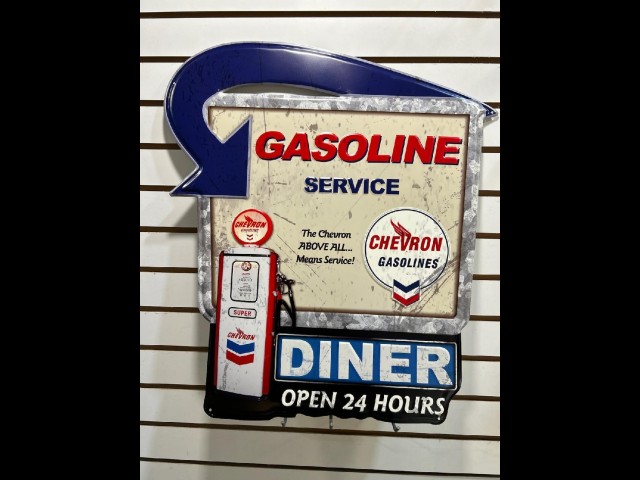 GASOLINE
SERVICE
The Chevron
ABOVE ALL...
Means Service!
CHEVRON
GASOLINES
CHEVRON
SUPER
CHEVRON
DINER
OPEN 24 HOURS